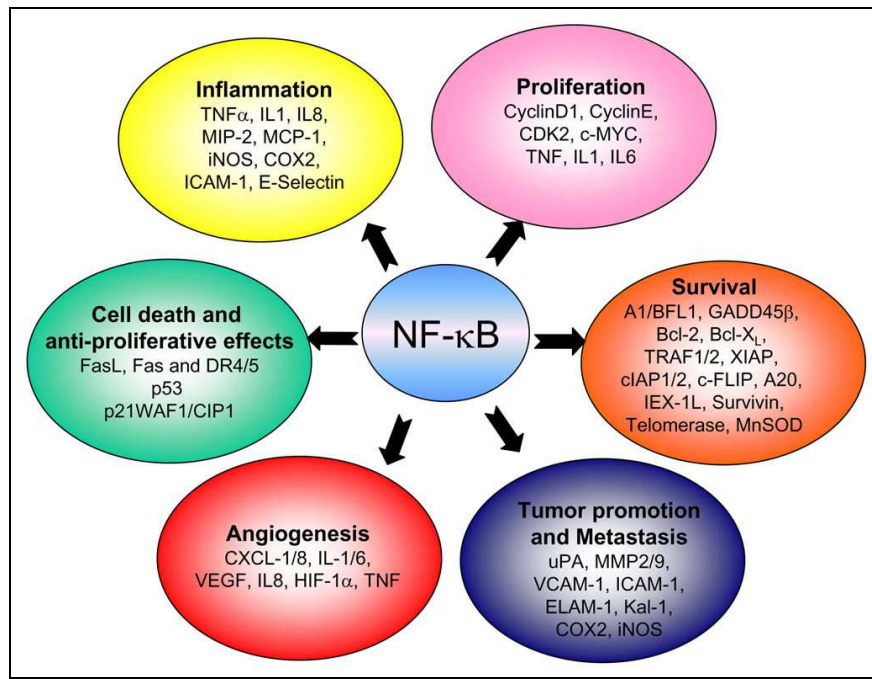 Inflammation
TNFα, IL1, IL8,
MIP-2, MCP-1,
iNOS, COX2,
ICAM-1, E-Selectin
Proliferation
CyclinD1, CyclinE,
CDK2, c-MYC,
TNF, IL1, IL6
Cell death and
anti-proliferative effects
FasL, Fas and DR4/5
p53
p21WAF1/CIP1
NF-κB
Survival
A1/BFL1, GADD45β,
Bcl-2, Bcl-XL,
TRAF1/2, XIAP,
cIAP1/2, c-FLIP, A20,
IEX-1L, Survivin,
Telomerase, MnSOD
Angiogenesis
CXCL-1/8, IL-1/6,
VEGF, IL8, HIF-1α, TNF
Tumor promotion
and Metastasis
uPA, MMP2/9,
VCAM-1, ICAM-1,
ELAM-1, Kal-1,
COX2, iNOS